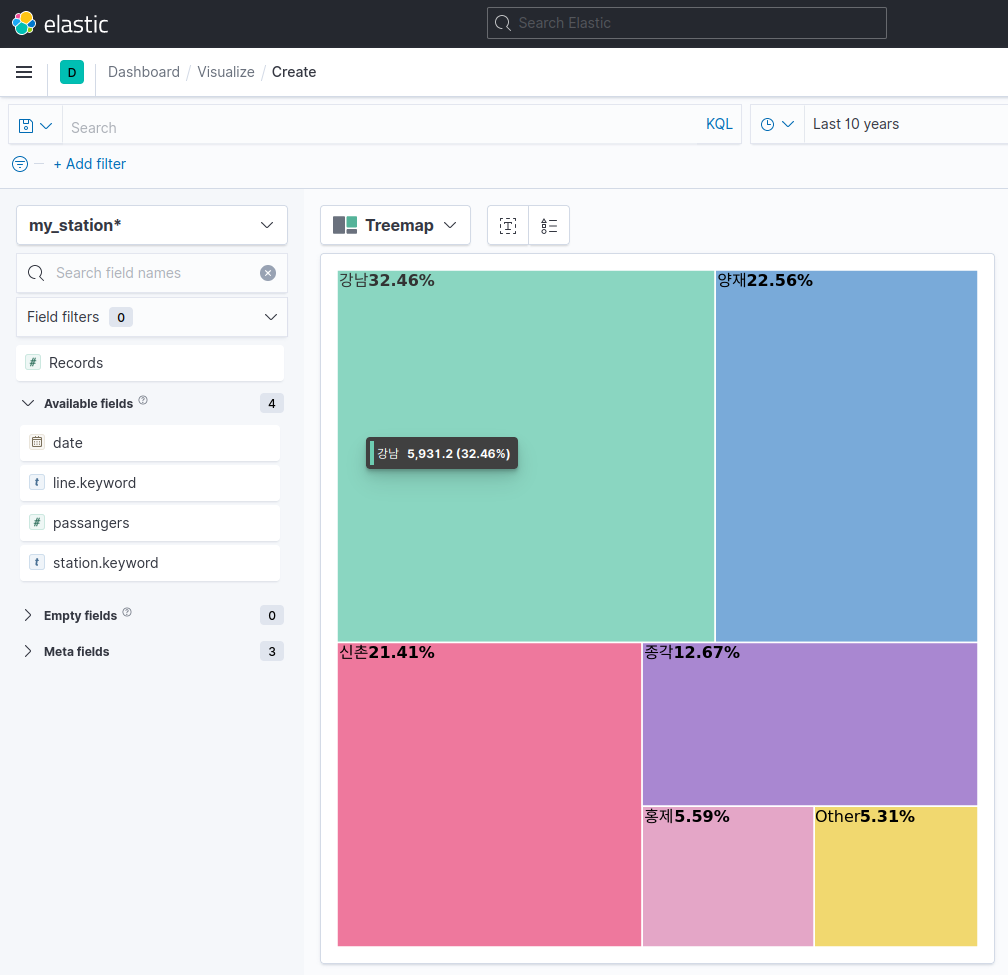 elastic
Search Elastic
D
Dashboard / Visualize / Create
Search
KQL
Last 10 years
+ Add filter
my_station*
Treemap
Search field names
Field filters 0
# Records
Available fields ? 4
date
t line.keyword
# passangers
t station.keyword
Empty fields ? 0
Meta fields 3
강남32.46%
양재22.56%
강남 5,931.2 (32.46%)
신촌21.41%
종각12.67%
홍제5.59%
Other5.31%